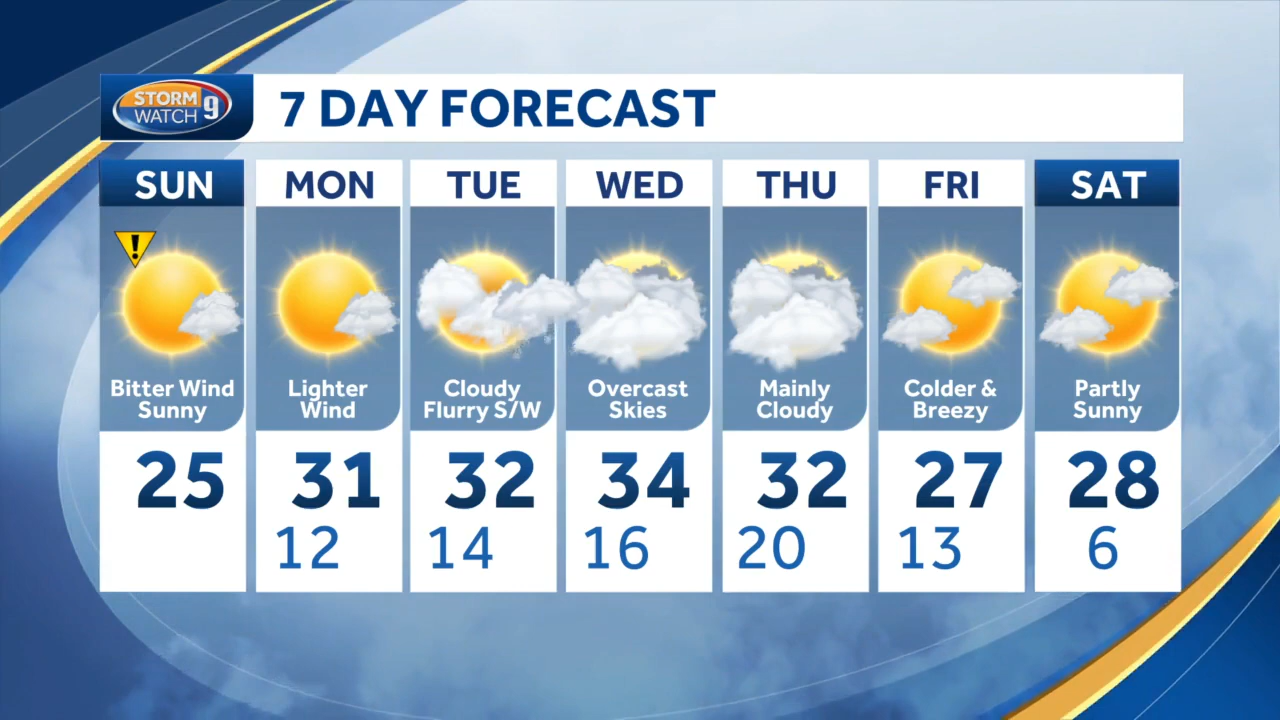 STORM
WATCH 9
7 DAY FORECAST
SUN MON TUE WED THU FRI SAT
!
Bitter Wind
Sunny
Lighter
Wind
Cloudy
Flurry S/W
Overcast
Skies
Mainly
Cloudy
Colder &
Breezy
Partly
Sunny
25 31 32 34 32 27 28
12 14 16 20 13 6